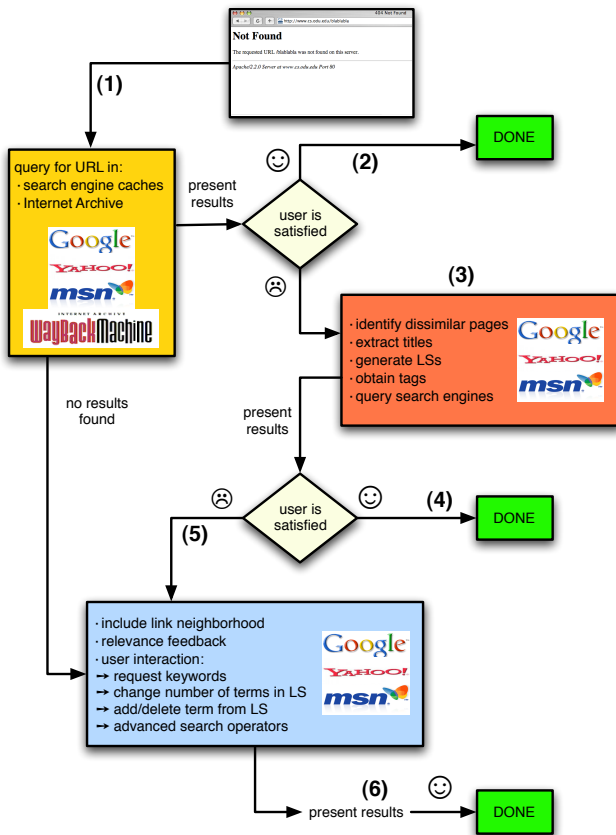 404 Not Found
http://www.cs.odu.edu/blablabla
Not Found
The requested URL /blablabla was not found on this server.
Apache/2.2.0 Server at www.cs.odu.edu Port 80
(1)
query for URL in:
· search engine caches
· Internet Archive
Google
YAHOO!
msn
INTERNET ARCHIVE
WayBackMachine
present
results
user is
satisfied
(2)
DONE
(3)
· identify dissimilar pages
· extract titles
· generate LSs
· obtain tags
· query search engines
Google
YAHOO!
msn
no results
found
present
results
user is
satisfied
(4)
DONE
(5)
· include link neighborhood
· relevance feedback
· user interaction:
→ request keywords
→ change number of terms in LS
→ add/delete term from LS
→ advanced search operators
Google
YAHOO!
msn
(6)
present results
DONE